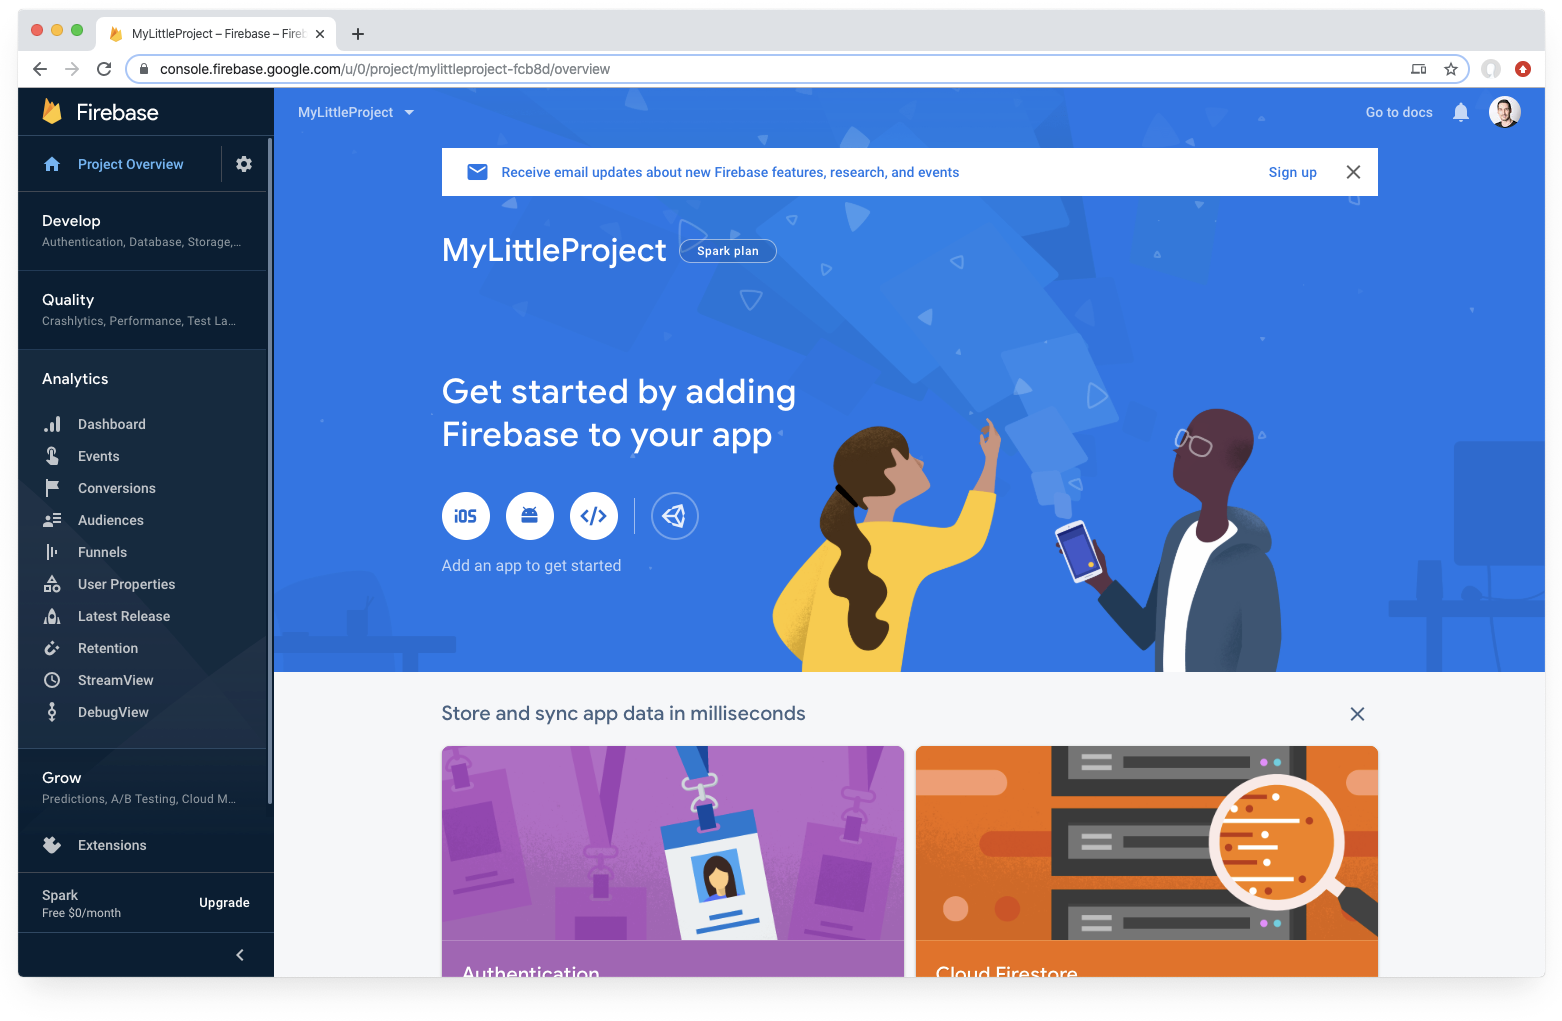 MyLittleProject – Firebase – Fire
console.firebase.google.com/u/0/project/mylittleproject-fcb8d/overview
Firebase
MyLittleProject
Go to docs
Project Overview
Receive email updates about new Firebase features, research, and events
Sign up
Develop
Authentication, Database, Storage,...
MyLittleProject
Spark plan
Quality
Crashlytics, Performance, Test La...
Analytics
Get started by adding
Firebase to your app
Dashboard
Events
Conversions
Audiences
Funnels
User Properties
Latest Release
Retention
StreamView
DebugView
iOS
Add an app to get started
Store and sync app data in milliseconds
Grow
Predictions, A/B Testing, Cloud M...
Extensions
Spark
Free $0/month
Upgrade
Authentication
Cloud Firestore